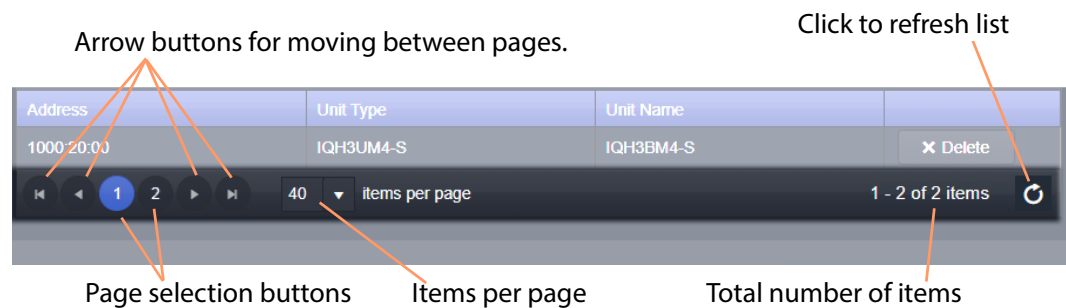 Click to refresh list
Arrow buttons for moving between pages.
Address Unit Type Unit Name
1000:20:00 IQH3UM4-S IQH3BM4-S × Delete
1 2 40 items per page 1 - 2 of 2 items
Page selection buttons Items per page Total number of items